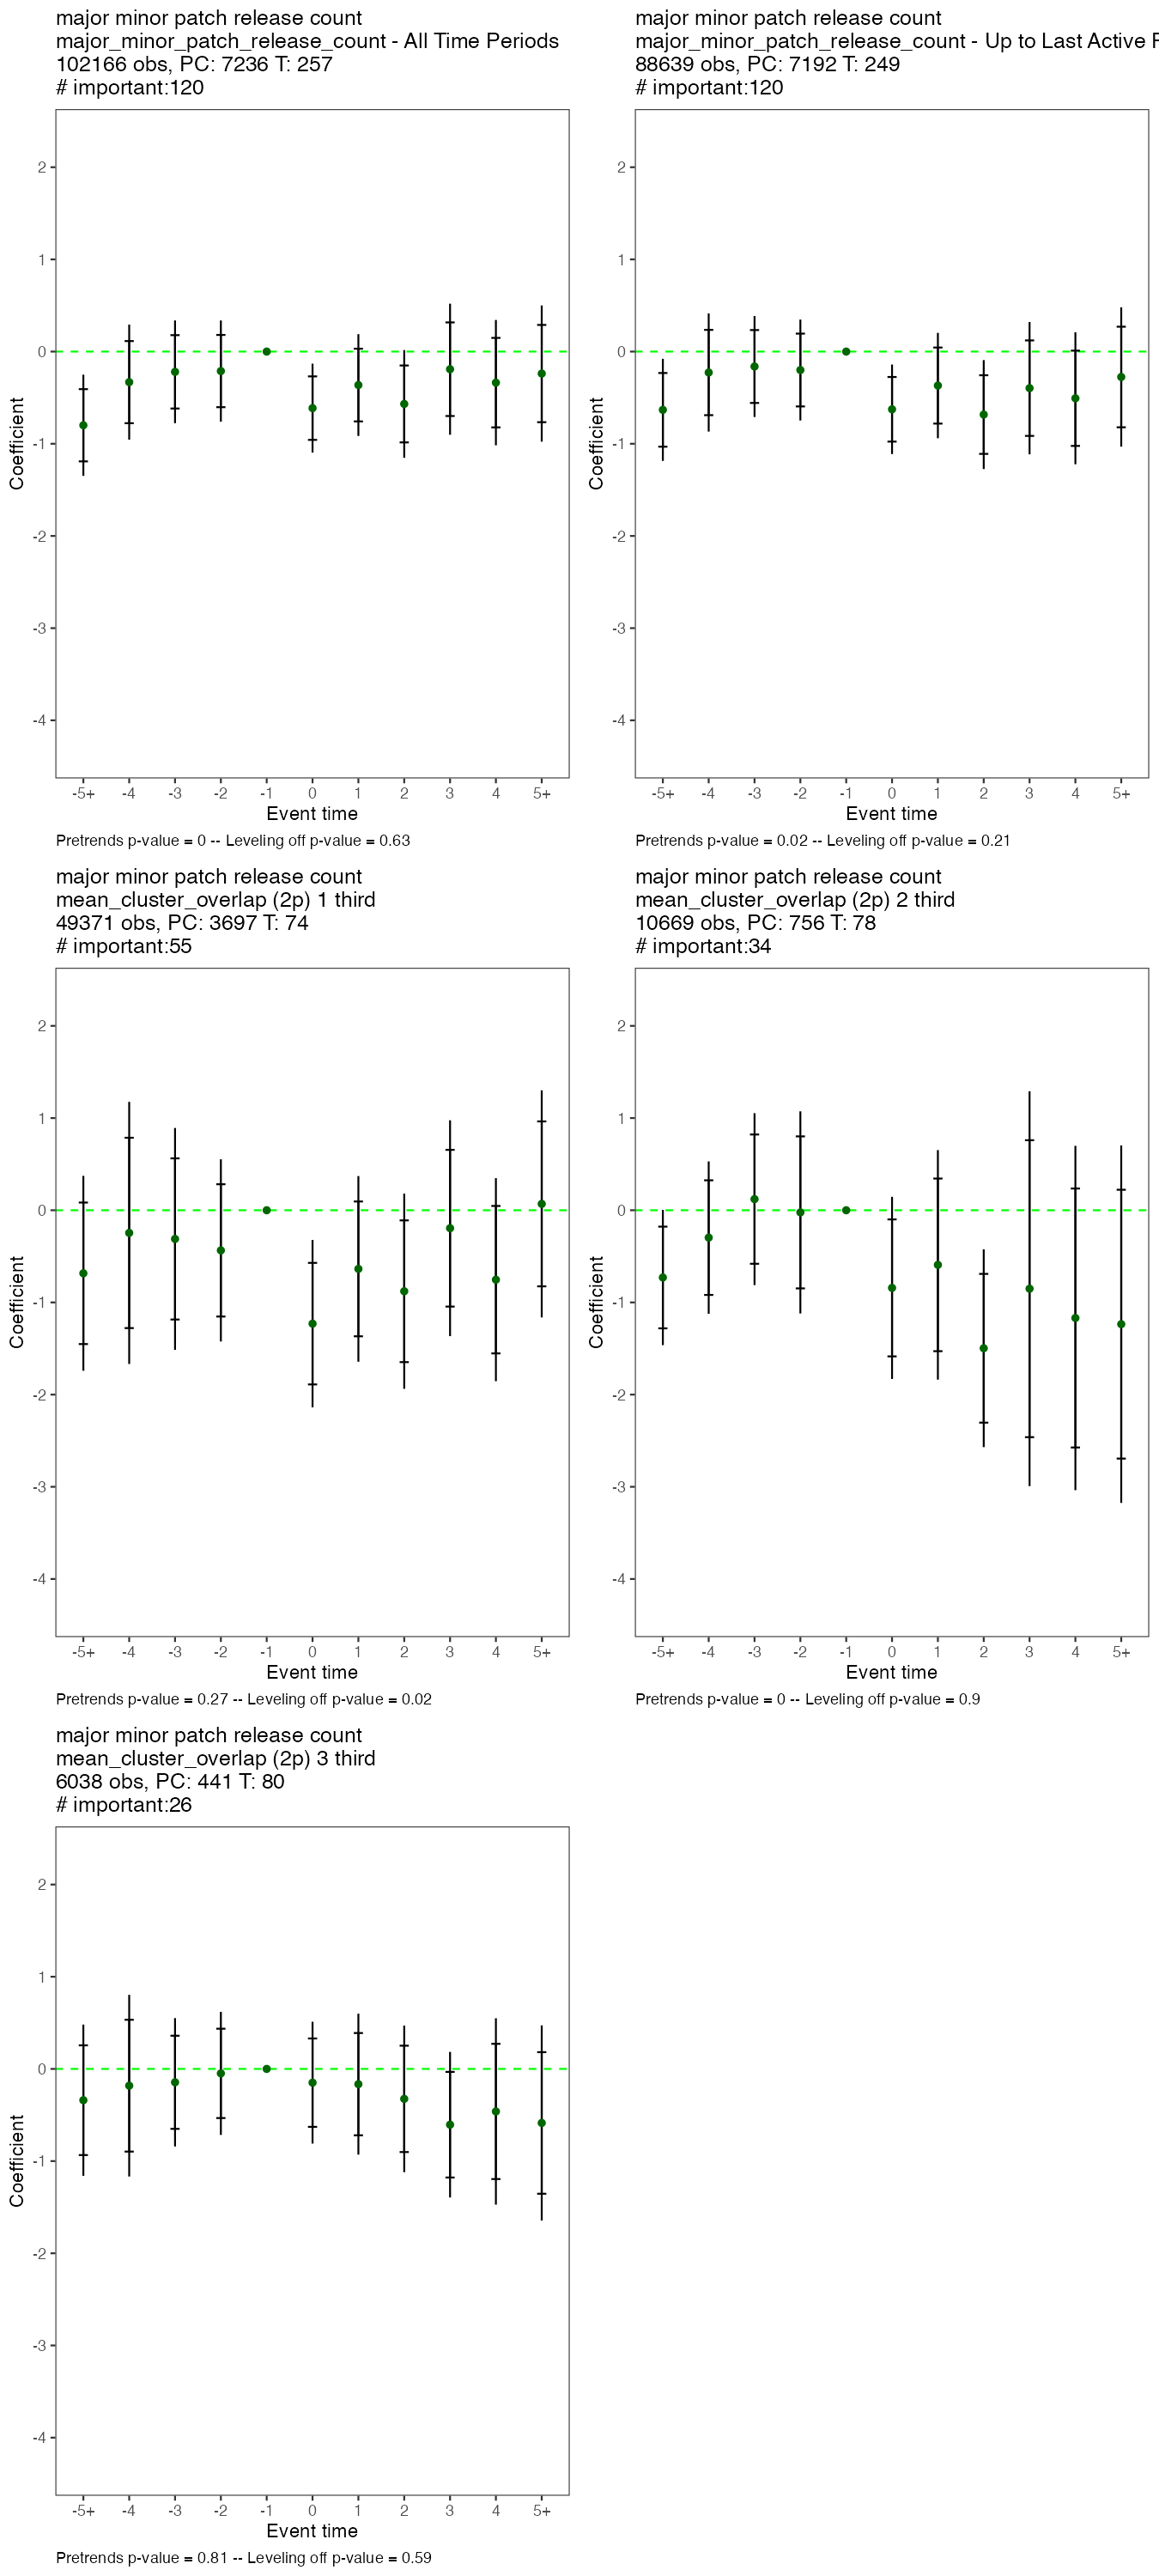 major minor patch release count
major_minor_patch_release_count - All Time Periods
102166 obs, PC: 7236 T: 257
# important:120
2
1
0
-1
-2
-3
-4
Coefficient
-5+ -4 -3 -2 -1 0 1 2 3 4 5+
Event time
Pretrends p-value = 0 -- Leveling off p-value = 0.63
major minor patch release count
major_minor_patch_release_count - Up to Last Active
88639 obs, PC: 7192 T: 249
# important:120
2
1
0
-1
-2
-3
-4
Coefficient
-5+ -4 -3 -2 -1 0 1 2 3 4 5+
Event time
Pretrends p-value = 0.02 -- Leveling off p-value = 0.21
major minor patch release count
mean_cluster_overlap (2p) 1 third
49371 obs, PC: 3697 T: 74
# important:55
2
1
0
-1
-2
-3
-4
Coefficient
-5+ -4 -3 -2 -1 0 1 2 3 4 5+
Event time
Pretrends p-value = 0.27 -- Leveling off p-value = 0.02
major minor patch release count
mean_cluster_overlap (2p) 2 third
10669 obs, PC: 756 T: 78
# important:34
2
1
0
-1
-2
-3
-4
Coefficient
-5+ -4 -3 -2 -1 0 1 2 3 4 5+
Event time
Pretrends p-value = 0 -- Leveling off p-value = 0.9
major minor patch release count
mean_cluster_overlap (2p) 3 third
6038 obs, PC: 441 T: 80
# important:26
2
1
0
-1
-2
-3
-4
Coefficient
-5+ -4 -3 -2 -1 0 1 2 3 4 5+
Event time
Pretrends p-value = 0.81 -- Leveling off p-value = 0.59